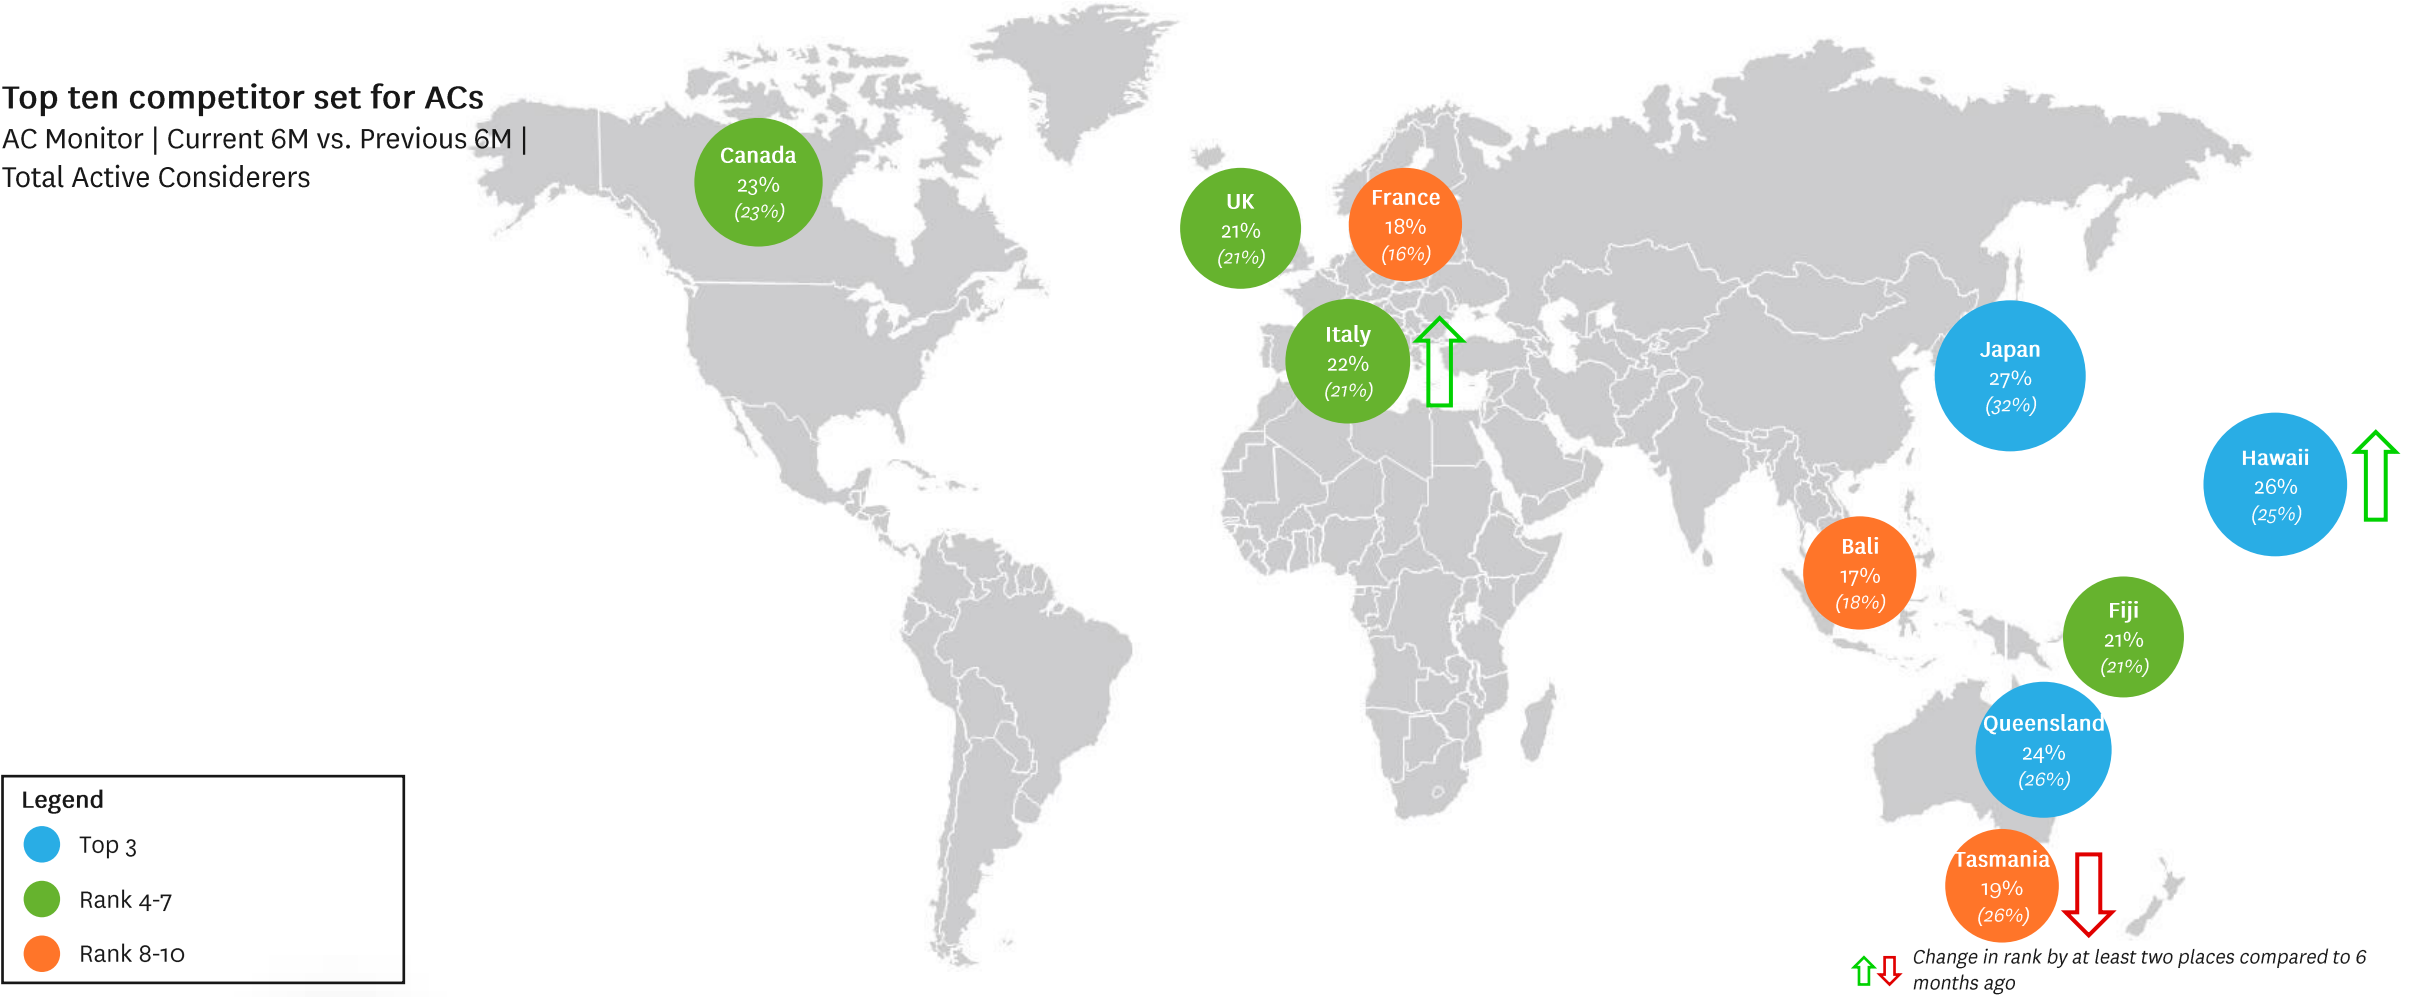 Top ten competitor set for ACs
AC Monitor | Current 6M vs. Previous 6M |
Total Active Considerers
Canada
23%
(23%)
UK
21%
(21%)
France
18%
(16%)
Italy
22%
(21%)
Japan
27%
(32%)
Hawaii
26%
(25%)
Bali
17%
(18%)
Fiji
21%
(21%)
Queensland
24%
(26%)
Tasmania
19%
(26%)
Legend
Top 3
Rank 4-7
Rank 8-10
Change in rank by at least two places compared to 6
months ago